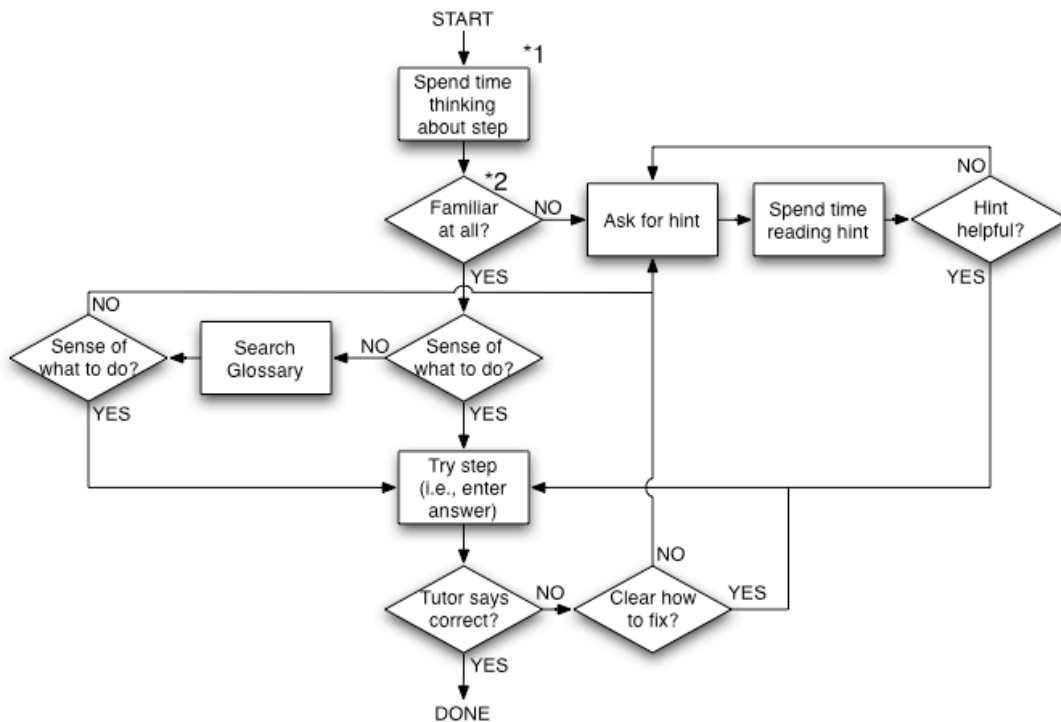 START
*1
Spend time
thinking
about step
*2
Familiar
at all?
NO
YES
Ask for hint
Spend time
reading hint
NO
Hint
helpful?
YES
NO
Sense of
what to do?
YES
Search
Glossary
NO
Sense of
what to do?
YES
Try step
(i.e., enter
answer)
Tutor says
correct?
NO
YES
NO
Clear how
to fix?
YES
DONE